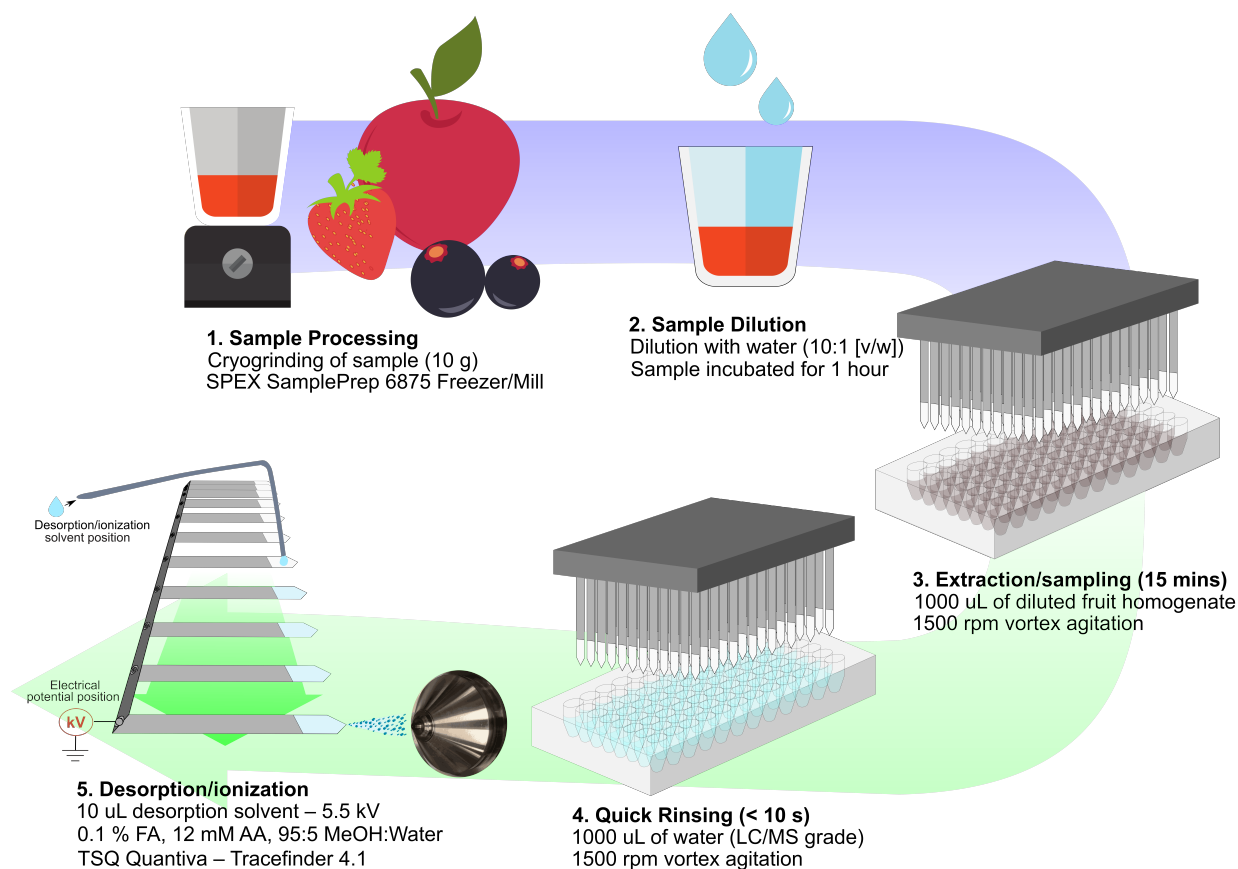 1. Sample Processing
Cryogrinding of sample (10 g)
SPEX SamplePrep 6875 Freezer/Mill
2. Sample Dilution
Dilution with water (10:1 [v/w])
Sample incubated for 1 hour
3. Extraction/sampling (15 mins)
1000 uL of diluted fruit homogenate
1500 rpm vortex agitation
4. Quick Rinsing (< 10 s)
1000 uL of water (LC/MS grade)
1500 rpm vortex agitation
Desorption/ionization
solvent position
Electrical
potential position
kV
5. Desorption/ionization
10 uL desorption solvent – 5.5 kV
0.1 % FA, 12 mM AA, 95:5 MeOH:Water
TSQ Quantiva – Tracefinder 4.1